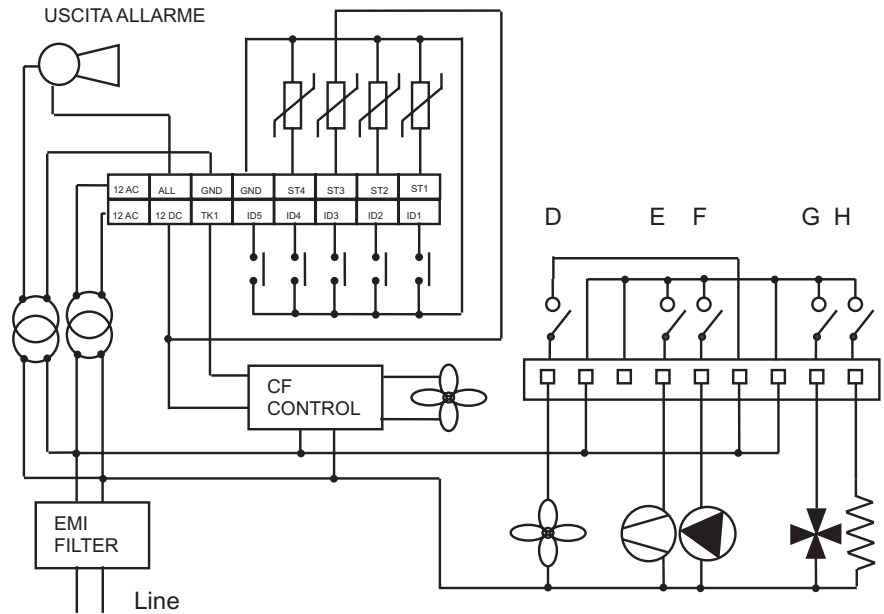 USCITA ALLARME
12 AC ALL GND GND ST4 ST3 ST2 ST1
12 AC 12 DC TK1 ID5 ID4 ID3 ID2 ID1
D E F G H
CF
CONTROL
EMI
FILTER
Line